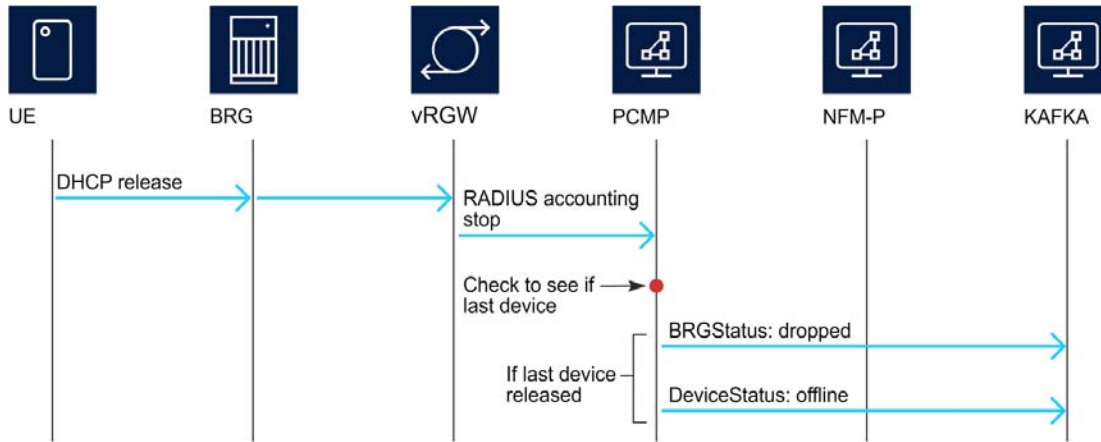 UE
BRG
vRGW
PCMP
NFM-P
KAFKA
DHCP release
RADIUS accounting
stop
Check to see if
last device
BRGStatus: dropped
If last device
released
DeviceStatus: offline